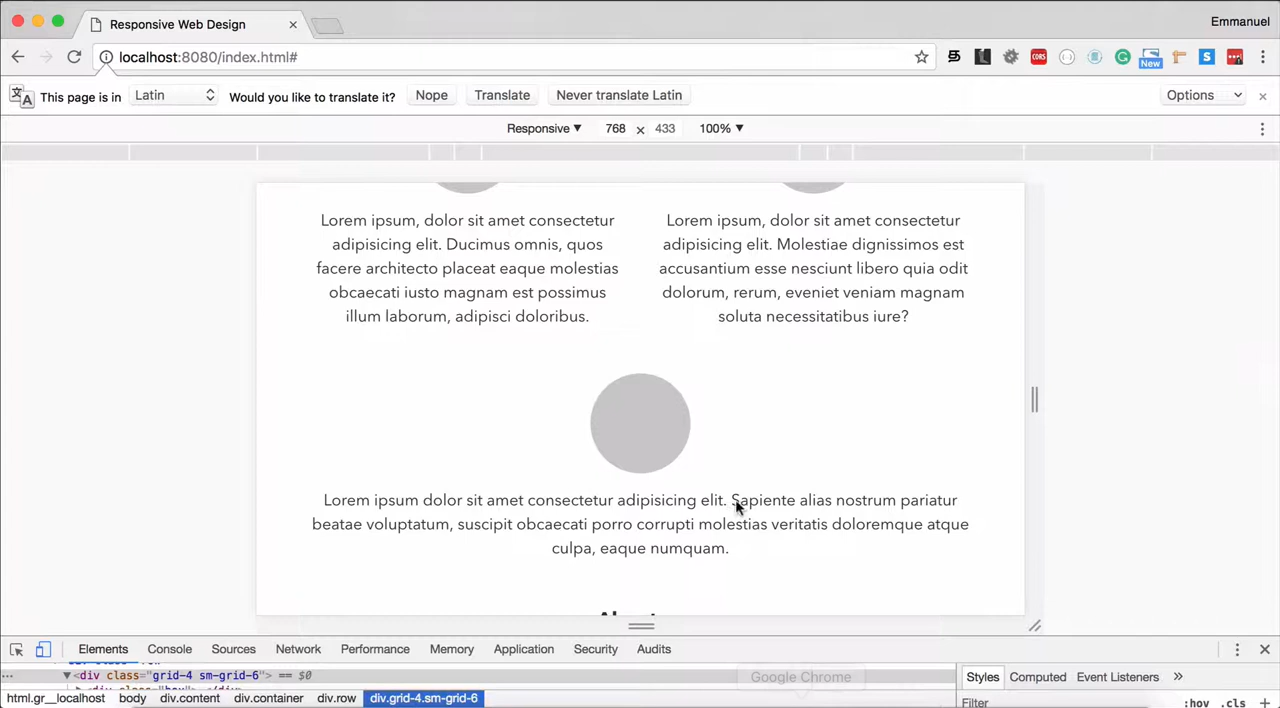 Responsive Web Design
Emmanuel
localhost:8080/index.html#
CORS
S
New
This page is in Latin Would you like to translate it? Nope Translate Never translate Latin Options
Responsive 768 x 433 100%
Lorem ipsum, dolor sit amet consectetur
adipisicing elit. Ducimus omnis, quos
facere architecto placeat eaque molestias
obcaecati iusto magnam est possimus
illum laborum, adipisci doloribus.
Lorem ipsum, dolor sit amet consectetur
adipisicing elit. Molestiae dignissimos est
accusantium esse nesciunt libero quia odit
dolorum, rerum, eveniet veniam magnam
soluta necessitatibus iure?
Lorem ipsum dolor sit amet consectetur adipisicing elit. Sapiente alias nostrum pariatur
beatae voluptatum, suscipit obcaecati porro corrupti molestias veritatis doloremque atque
culpa, eaque numquam.
Elements Console Sources Network Performance Memory Application Security Audits
<div class="grid-4 sm-grid-6"> == $0
Google Chrome
html.gr__localhost body div.content div.container div.row div.grid-4.sm-grid-6
Styles Computed Event Listeners »
Filter :hov .cls +